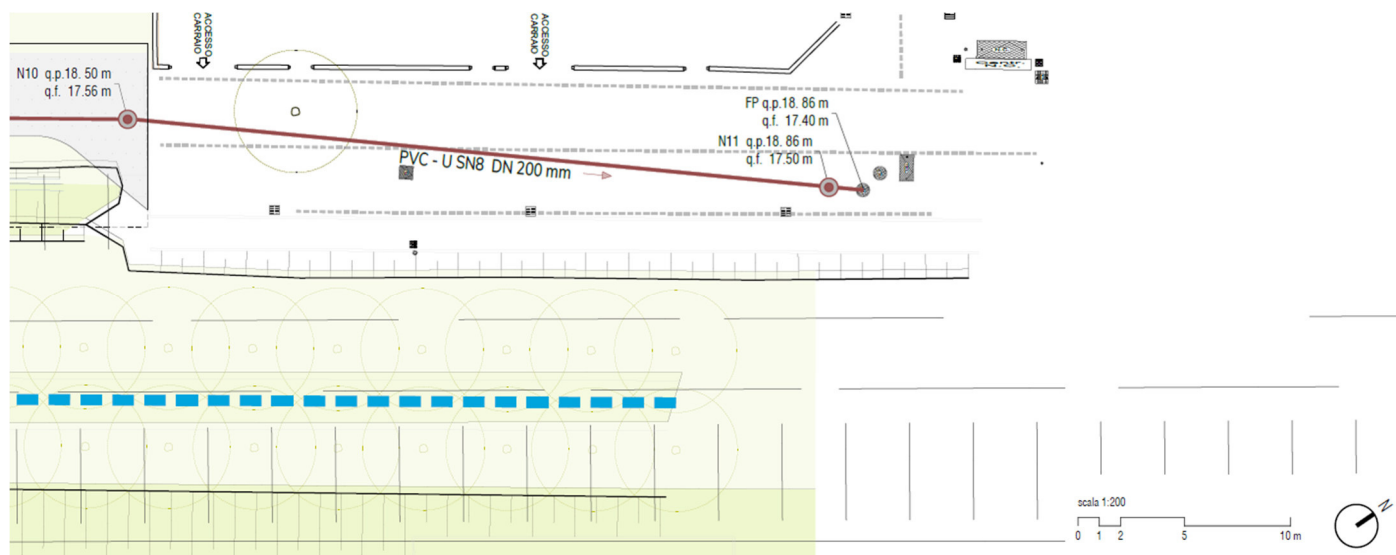 ACCESSO
CARRAIO
ACCESSO
CARRAIO
N10 q.p.18. 50 m
q.f. 17.56 m
FP q.p.18. 86 m
q.f. 17.40 m
N11 q.p.18. 86 m
q.f. 17.50 m
PVC - U SN8 DN 200 mm
scala 1:200
0 1 2 5 10 m
N